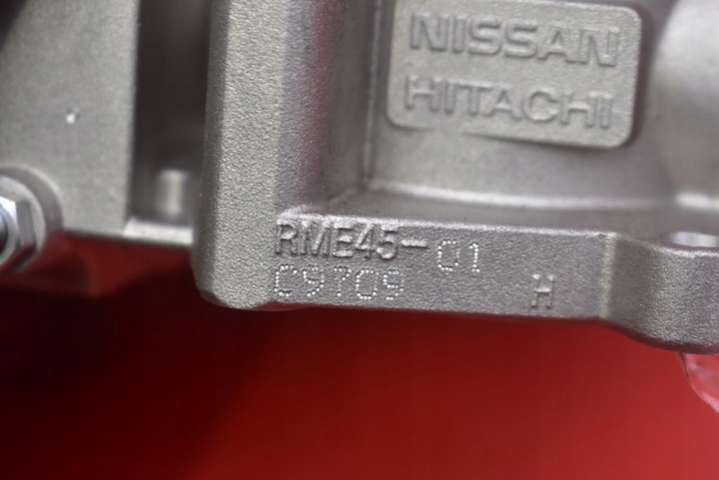 NISSAN
HITACHI
RME45-01
C9709 H